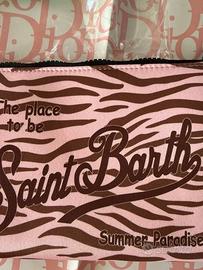 The place
to be
Saint Barth
Summer Paradise